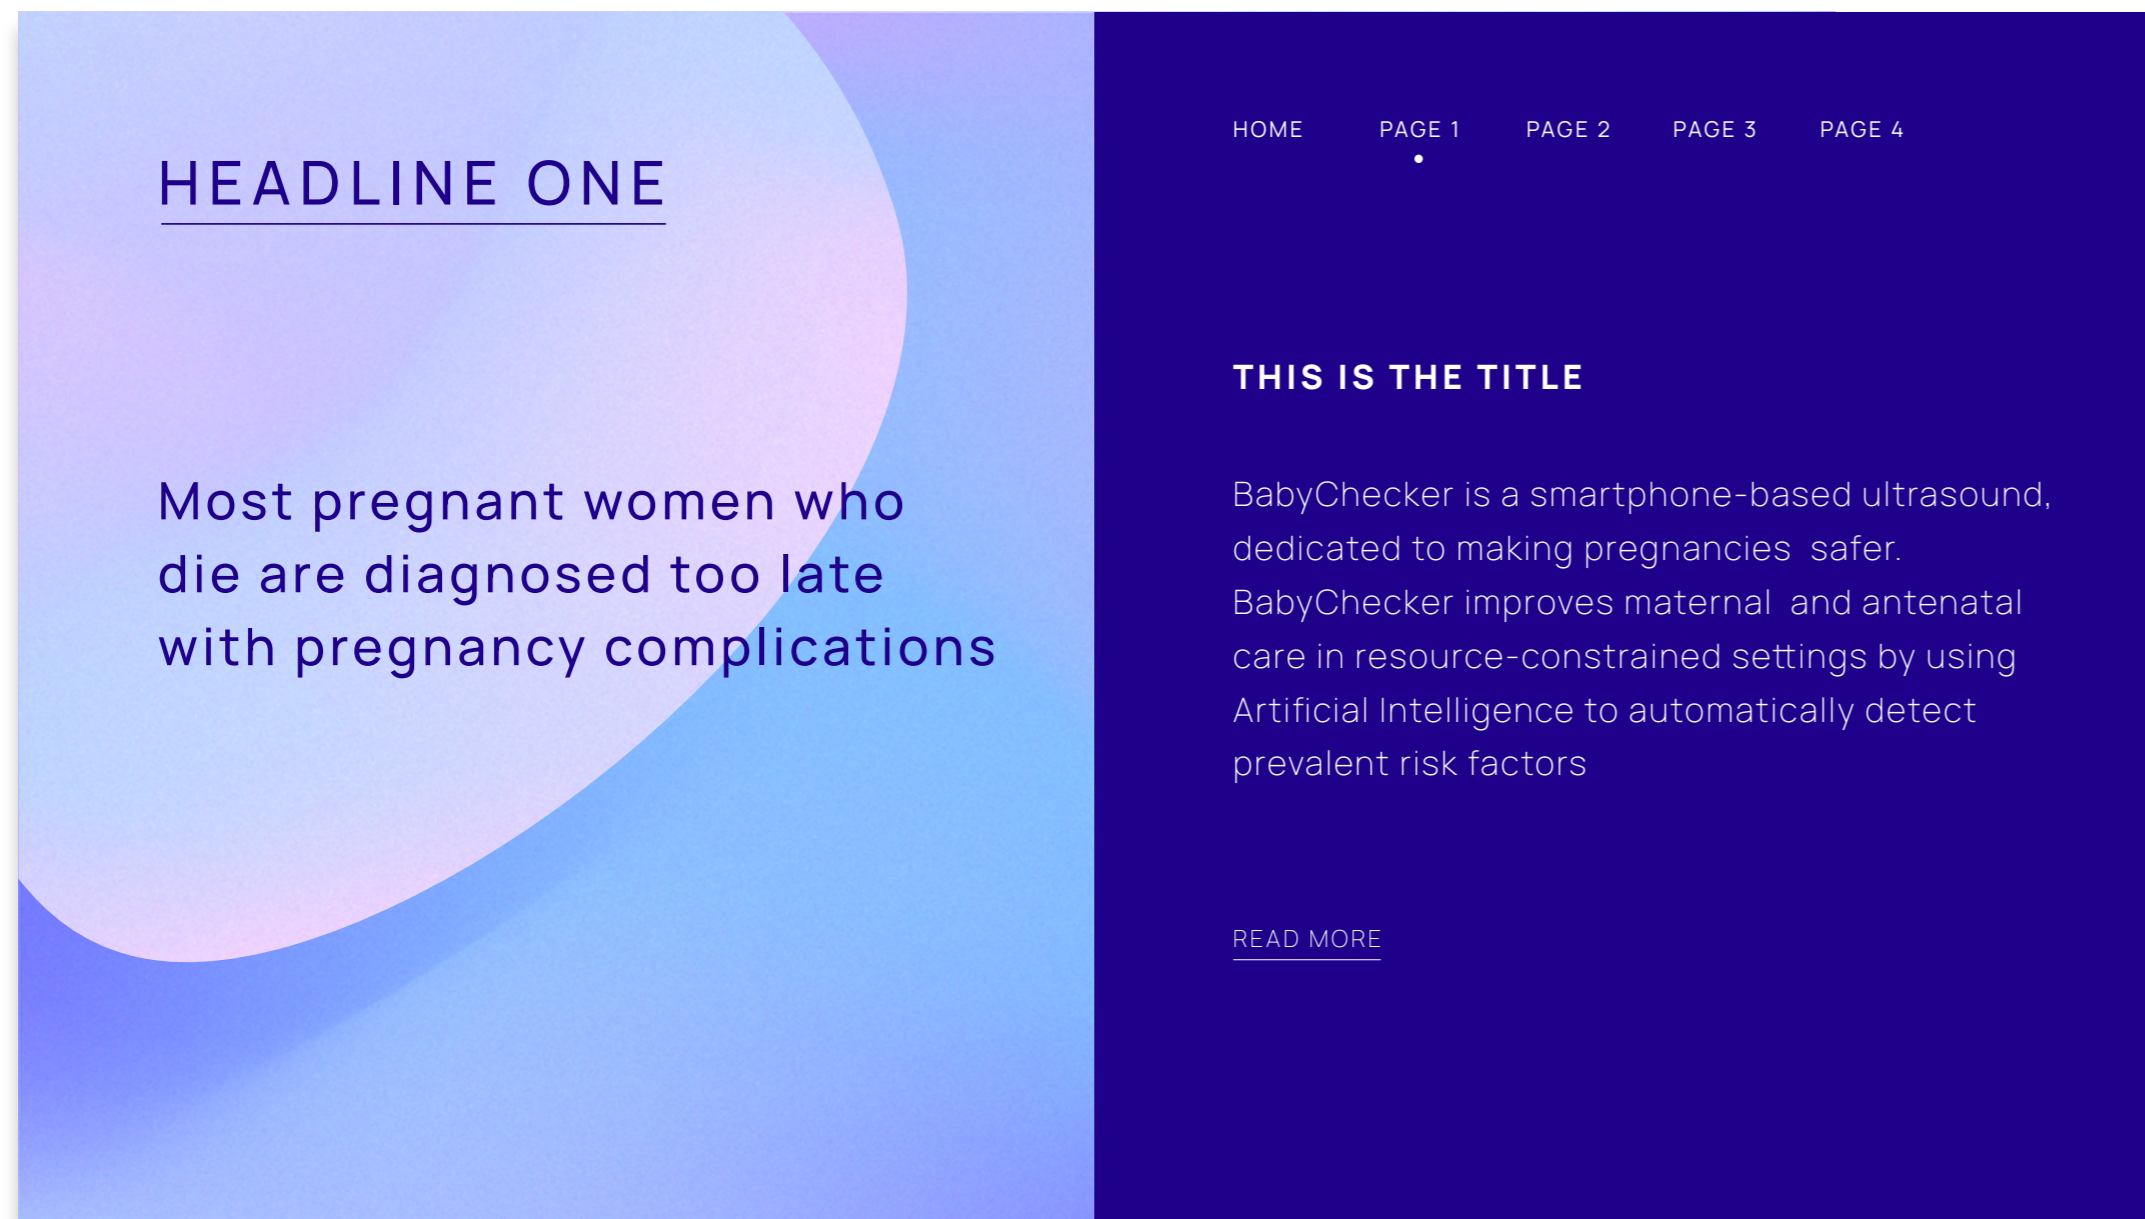 HEADLINE ONE
Most pregnant women who
die are diagnosed too late
with pregnancy complications
HOME PAGE 1 PAGE 2 PAGE 3 PAGE 4
THIS IS THE TITLE
BabyChecker is a smartphone-based ultrasound,
dedicated to making pregnancies  safer.
BabyChecker improves maternal  and antenatal
care in resource-constrained settings by using
Artificial Intelligence to automatically detect
prevalent risk factors
READ MORE